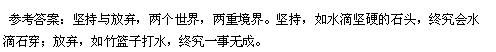 参考答案：坚持与放弃，两个世界，两重境界。坚持，如水滴坚硬的石头，终究会水
滴石穿；放弃，如竹篮子打水，终究一事无成。